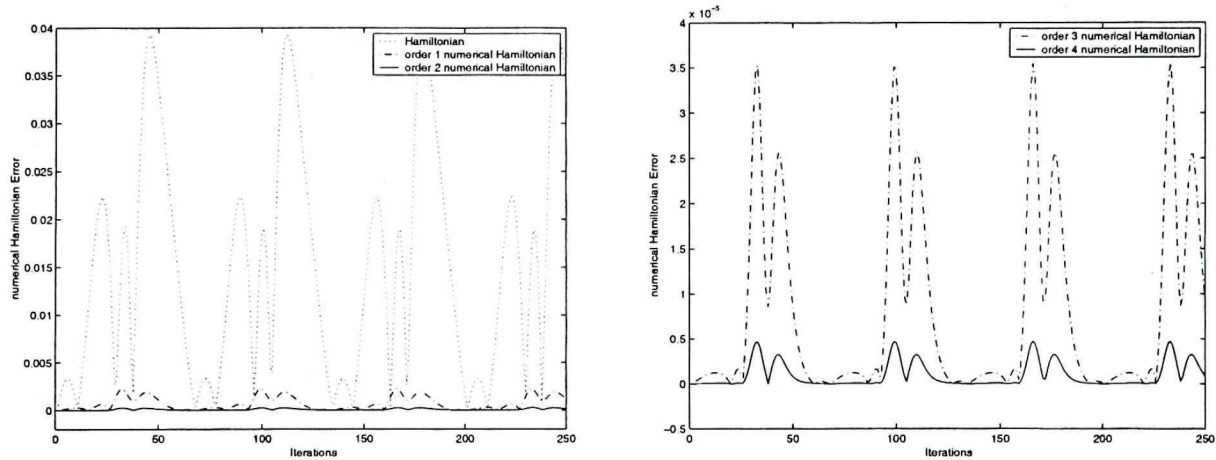 0.04
0.035
0.03
0.025
0.02
0.015
0.01
0.005
0
numerical Hamiltonian Error
Hamiltonian
order 1 numerical Hamiltonian
order 2 numerical Hamiltonian
0 50 100 150 200 250
Iterations
x 10⁻⁵
4
3.5
3
2.5
2
1.5
1
0.5
0
−0.5
numerical Hamiltonian Error
order 3 numerical Hamiltonian
order 4 numerical Hamiltonian
0 50 100 150 200 250
Iterations